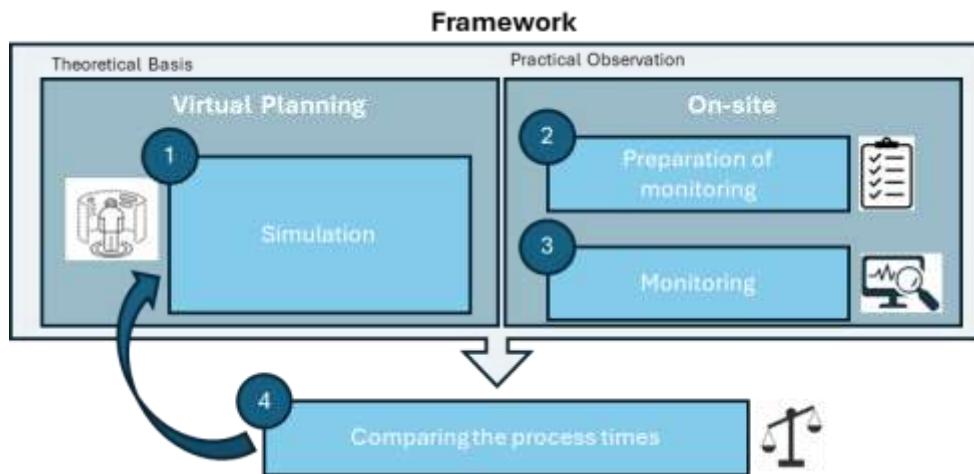 Framework
Theoretical Basis
Virtual Planning
1
Simulation
Practical Observation
On-site
2
Preparation of
monitoring
3
Monitoring
4
Comparing the process times